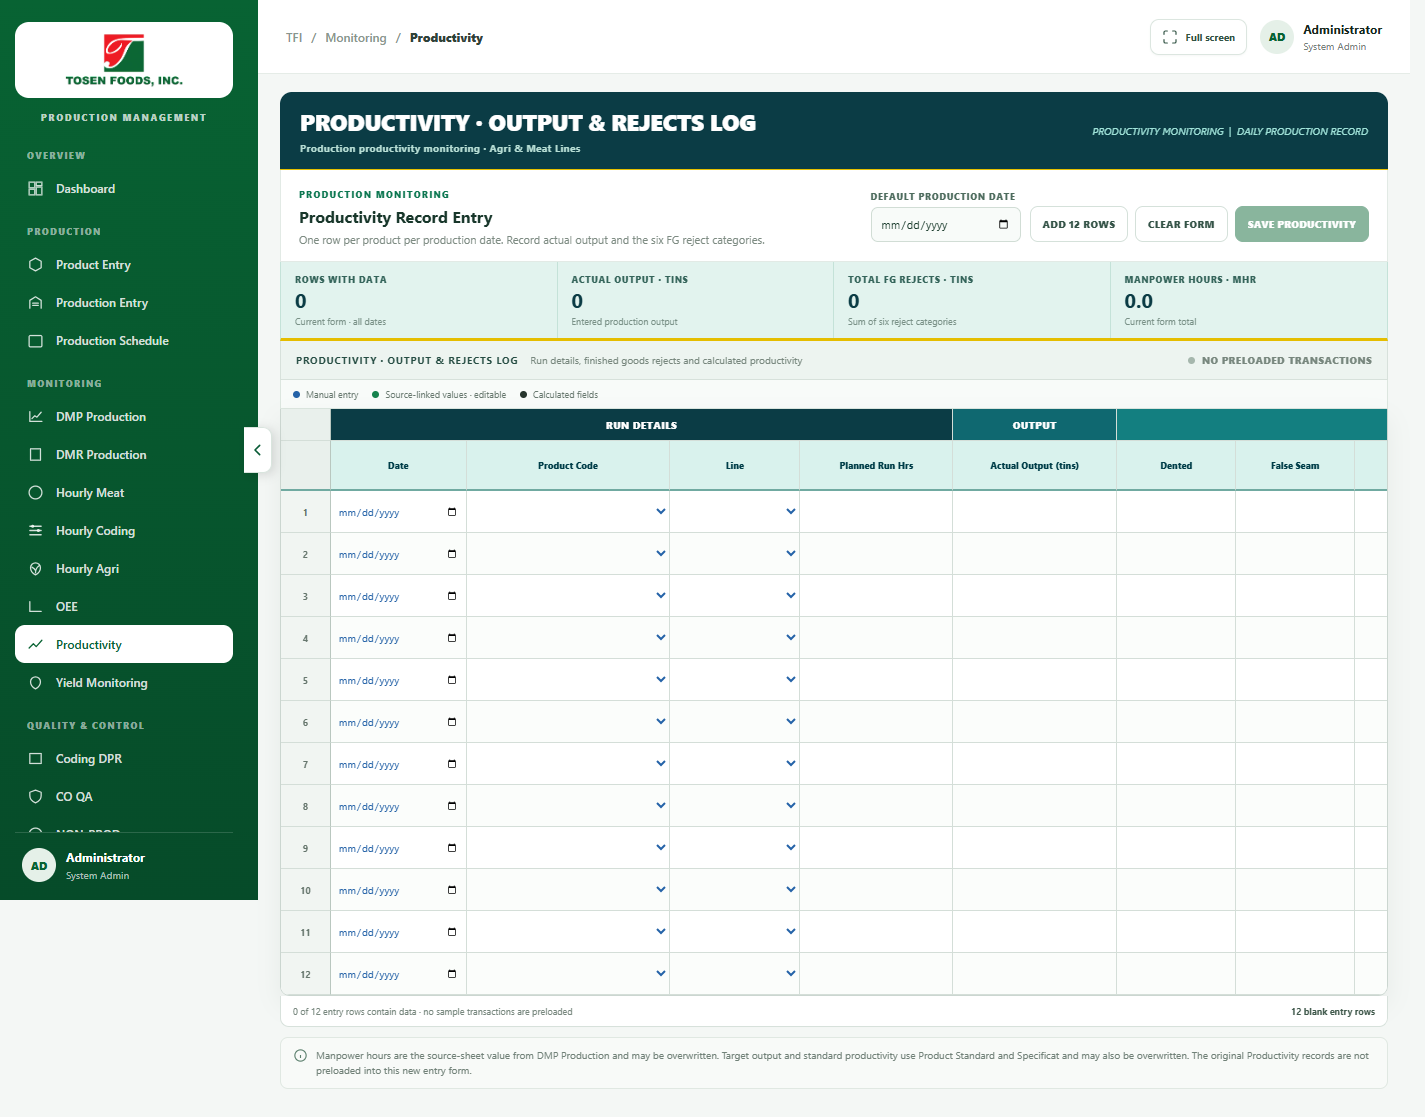 TOSEN FOODS, INC.
PRODUCTION MANAGEMENT
OVERVIEW
Dashboard
PRODUCTION
Product Entry
Production Entry
Production Schedule
MONITORING
DMP Production
DMR Production
Hourly Meat
Hourly Coding
Hourly Agri
OEE
Productivity
Yield Monitoring
QUALITY & CONTROL
Coding DPR
CO QA
AD Administrator
System Admin
TFI / Monitoring / Productivity
Full screen
AD Administrator
System Admin
PRODUCTIVITY · OUTPUT & REJECTS LOG
Production productivity monitoring · Agri & Meat Lines
PRODUCTIVITY MONITORING | DAILY PRODUCTION RECORD
PRODUCTION MONITORING
Productivity Record Entry
One row per product per production date. Record actual output and the six FG reject categories.
DEFAULT PRODUCTION DATE
mm/dd/yyyy
ADD 12 ROWS
CLEAR FORM
SAVE PRODUCTIVITY
ROWS WITH DATA
0
Current form · all dates
ACTUAL OUTPUT · TINS
0
Entered production output
TOTAL FG REJECTS · TINS
0
Sum of six reject categories
MANPOWER HOURS · MHR
0.0
Current form total
PRODUCTIVITY · OUTPUT & REJECTS LOG Run details, finished goods rejects and calculated productivity
NO PRELOADED TRANSACTIONS
Manual entry Source-linked values · editable Calculated fields
RUN DETAILS OUTPUT
Date Product Code Line Planned Run Hrs Actual Output (tins) Dented False Seam
1 mm/dd/yyyy
2 mm/dd/yyyy
3 mm/dd/yyyy
4 mm/dd/yyyy
5 mm/dd/yyyy
6 mm/dd/yyyy
7 mm/dd/yyyy
8 mm/dd/yyyy
9 mm/dd/yyyy
10 mm/dd/yyyy
11 mm/dd/yyyy
12 mm/dd/yyyy
0 of 12 entry rows contain data · no sample transactions are preloaded
12 blank entry rows
Manpower hours are the source-sheet value from DMP Production and may be overwritten. Target output and standard productivity use Product Standard and Specificat and may also be overwritten. The original Productivity records are not
preloaded into this new entry form.